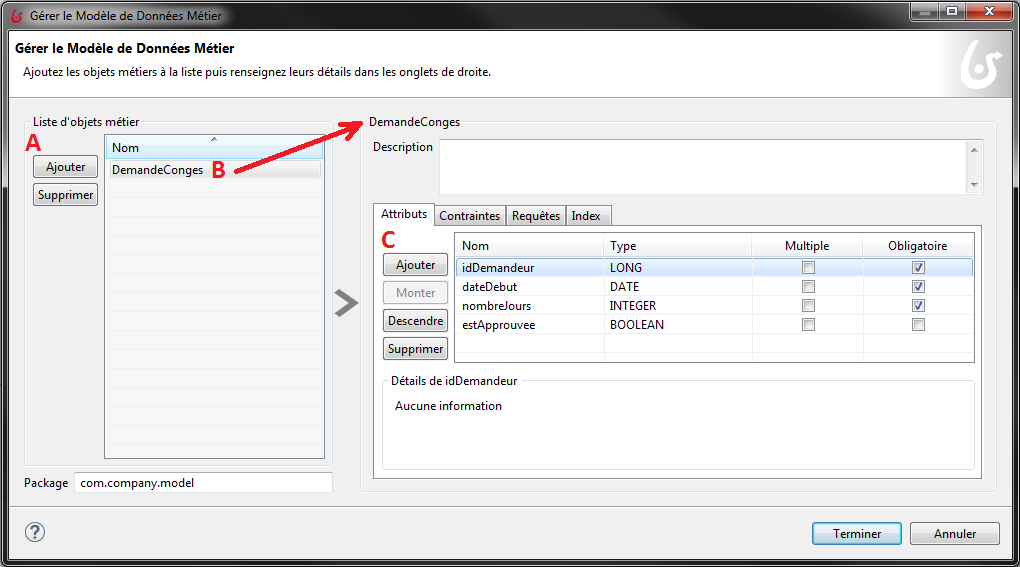 Gérer le Modèle de Données Métier
Gérer le Modèle de Données Métier
Ajoutez les objets métiers à la liste puis renseignez leurs détails dans les onglets de droite.
Liste d'objets métier
A
Ajouter
Supprimer
Nom
DemandeConges B
Package com.company.model
DemandeConges
Description
Attributs Contraintes Requêtes Index
C
Ajouter
Monter
Descendre
Supprimer
Nom Type Multiple Obligatoire
idDemandeur LONG
dateDebut DATE
nombreJours INTEGER
estApprouvee BOOLEAN
Détails de idDemandeur
Aucune information
?
Terminer Annuler